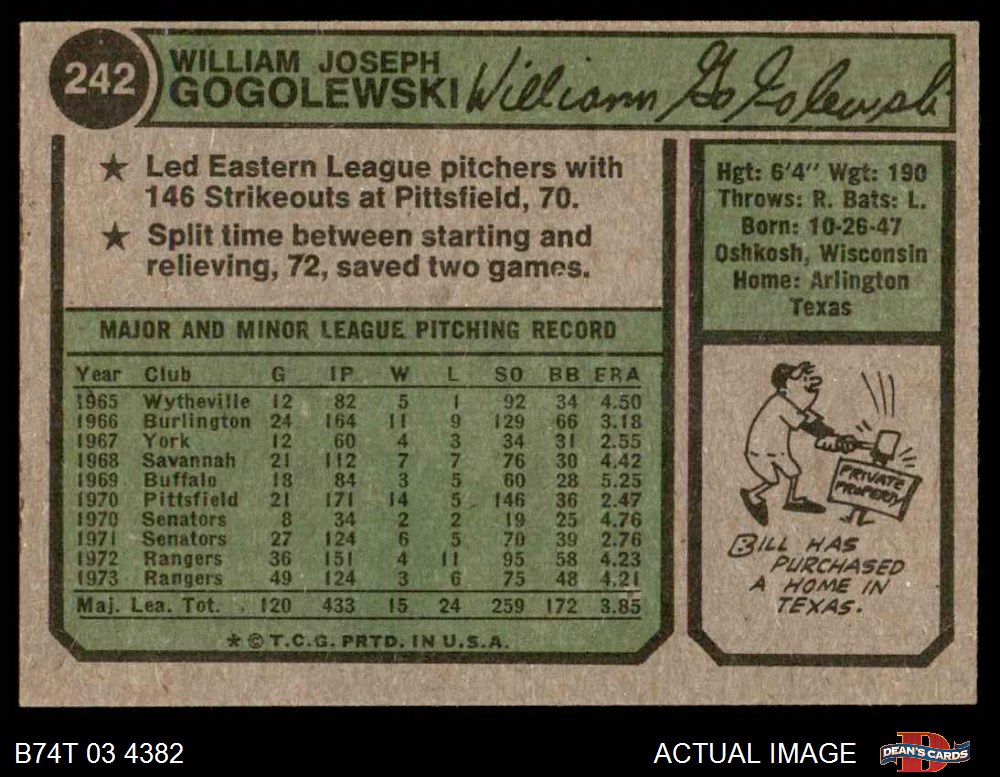 242
WILLIAM JOSEPH
GOGOLEWSKI
William GoGolewski
★ Led Eastern League pitchers with
146 Strikeouts at Pittsfield, 70.
★ Split time between starting and
relieving, 72, saved two games.
Hgt: 6'4" Wgt: 190
Throws: R. Bats: L.
Born: 10-26-47
Oshkosh, Wisconsin
Home: Arlington
Texas
MAJOR AND MINOR LEAGUE PITCHING RECORD
Year Club G IP W L SO BB ERA
1965 Wytheville 12 82 5 1 92 34 4.50
1966 Burlington 24 164 11 9 129 66 3.18
1967 York 12 60 4 3 34 31 2.55
1968 Savannah 21 112 7 7 76 30 4.42
1969 Buffalo 18 84 3 5 60 28 5.25
1970 Pittsfield 21 171 14 5 146 36 2.47
1970 Senators 8 34 2 2 19 25 4.76
1971 Senators 27 124 6 5 70 39 2.76
1972 Rangers 36 151 4 11 95 58 4.23
1973 Rangers 49 124 3 6 75 48 4.21
Maj. Lea. Tot. 120 433 15 24 259 172 3.85
* © T.C.G. PRTD. IN U.S.A.
PRIVATE
PROPERTY
BILL HAS
PURCHASED
A HOME IN
TEXAS.
B74T 03 4382
ACTUAL IMAGE
D
DEAN'S CARDS